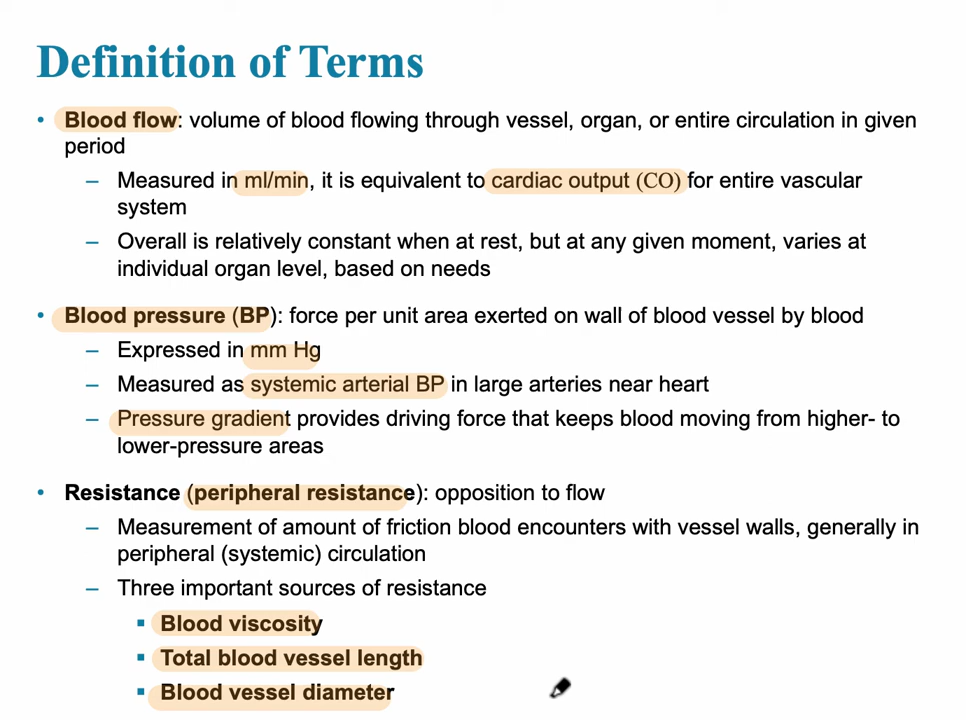 Definition of Terms
• Blood flow: volume of blood flowing through vessel, organ, or entire circulation in given
period
– Measured in ml/min, it is equivalent to cardiac output (CO) for entire vascular
system
– Overall is relatively constant when at rest, but at any given moment, varies at
individual organ level, based on needs
• Blood pressure (BP): force per unit area exerted on wall of blood vessel by blood
– Expressed in mm Hg
– Measured as systemic arterial BP in large arteries near heart
– Pressure gradient provides driving force that keeps blood moving from higher- to
lower-pressure areas
• Resistance (peripheral resistance): opposition to flow
– Measurement of amount of friction blood encounters with vessel walls, generally in
peripheral (systemic) circulation
– Three important sources of resistance
▪ Blood viscosity
▪ Total blood vessel length
▪ Blood vessel diameter